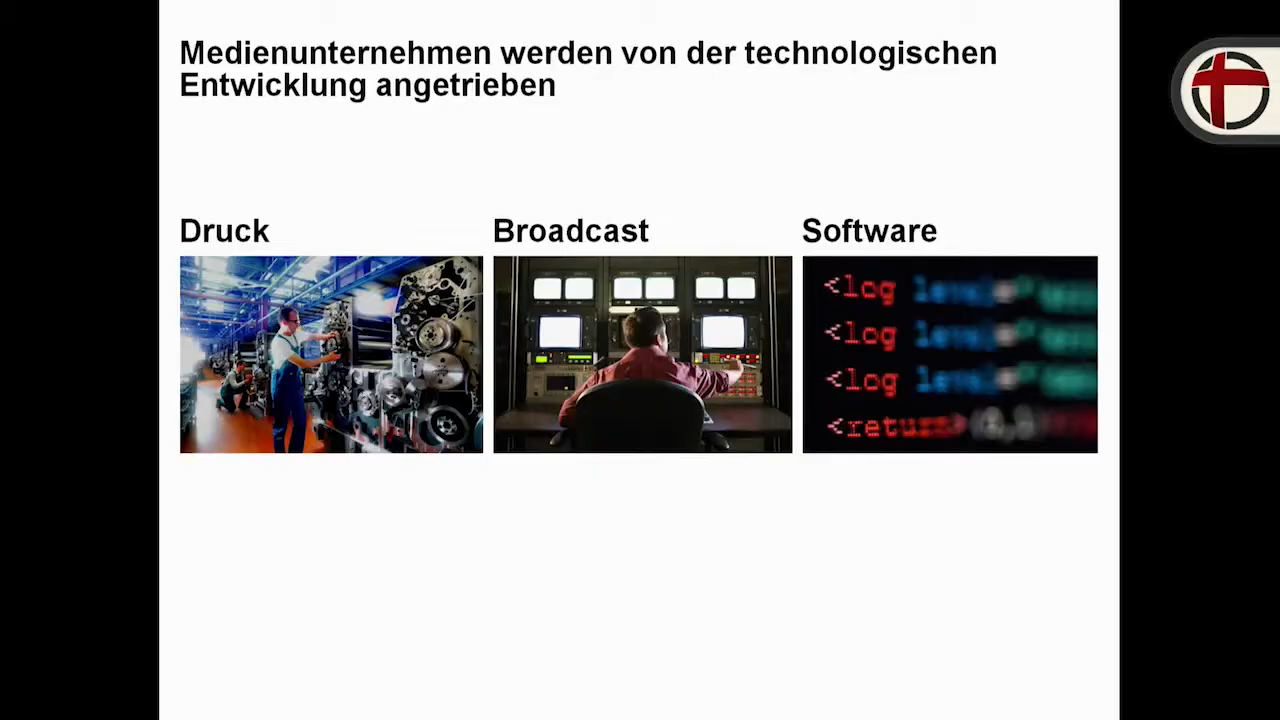 Medienunternehmen werden von der technologischen
Entwicklung angetrieben
Druck
Broadcast
Software
<log
<log
<log
<return>